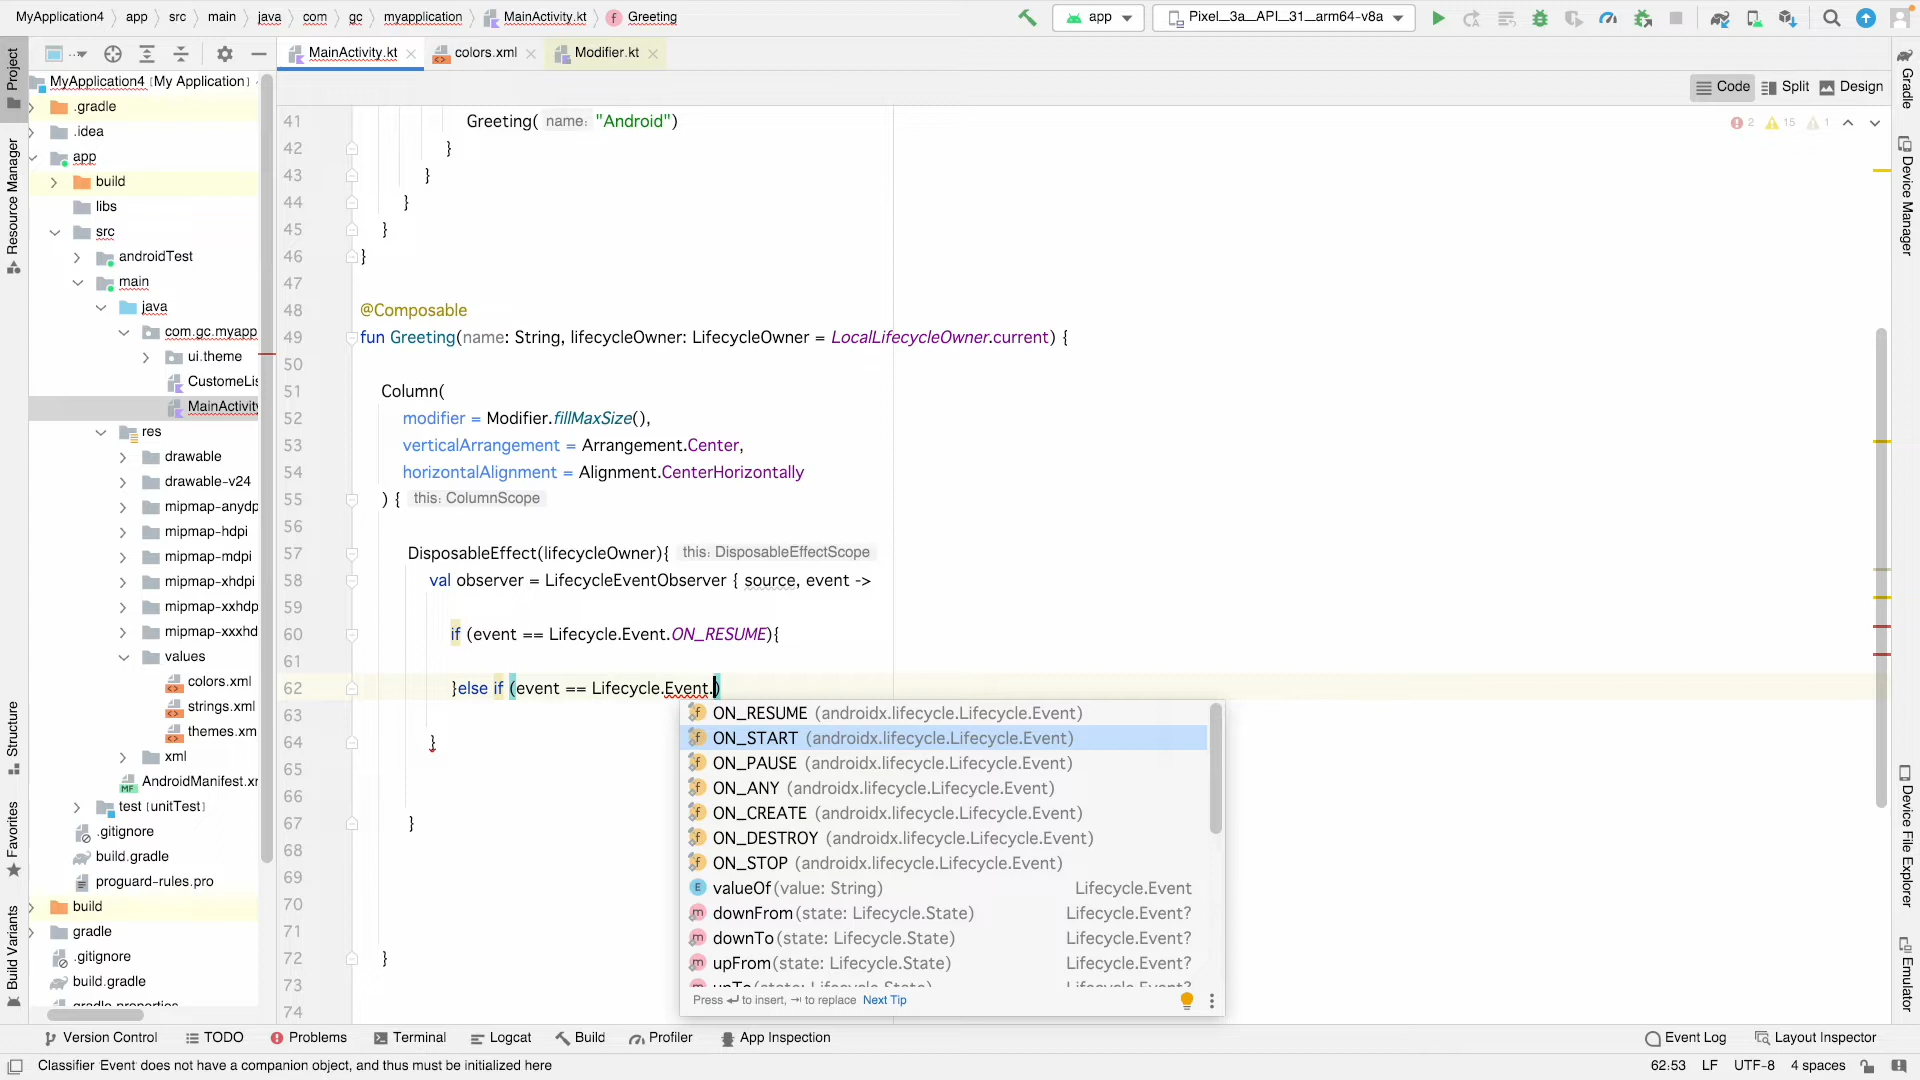 MyApplication4 app src main java com gc myapplication MainActivity.kt Greeting
app Pixel_3a_API_31_arm64-v8a
MainActivity.kt colors.xml Modifier.kt
Code Split Design
2 15 1
Project
Resource Manager
Structure
Favorites
Build Variants
MyApplication4 [My Application]
.gradle
.idea
app
build
libs
src
androidTest
main
java
com.gc.myapp
ui.theme
CustomeLis
MainActivity
res
drawable
drawable-v24
mipmap-anydp
mipmap-hdpi
mipmap-mdpi
mipmap-xhdpi
mipmap-xxhdp
mipmap-xxxhd
values
colors.xml
strings.xml
themes.xm
xml
AndroidManifest.xr
test [unitTest]
.gitignore
build.gradle
proguard-rules.pro
build
gradle
.gitignore
build.gradle
gradle.properties
41 Greeting( name: "Android")
42 }
43 }
44 }
45 }
46 }
47
48 @Composable
49 fun Greeting(name: String, lifecycleOwner: LifecycleOwner = LocalLifecycleOwner.current) {
50
51 Column(
52 modifier = Modifier.fillMaxSize(),
53 verticalArrangement = Arrangement.Center,
54 horizontalAlignment = Alignment.CenterHorizontally
55 ) { this: ColumnScope
56
57 DisposableEffect(lifecycleOwner){ this: DisposableEffectScope
58 val observer = LifecycleEventObserver { source, event ->
59
60 if (event == Lifecycle.Event.ON_RESUME){
61
62 }else if (event == Lifecycle.Event.)
63
64 }
65
66
67 }
68
69
70
71
72 }
73
74
ON_RESUME (androidx.lifecycle.Lifecycle.Event)
ON_START (androidx.lifecycle.Lifecycle.Event)
ON_PAUSE (androidx.lifecycle.Lifecycle.Event)
ON_ANY (androidx.lifecycle.Lifecycle.Event)
ON_CREATE (androidx.lifecycle.Lifecycle.Event)
ON_DESTROY (androidx.lifecycle.Lifecycle.Event)
ON_STOP (androidx.lifecycle.Lifecycle.Event)
valueOf(value: String) Lifecycle.Event
downFrom(state: Lifecycle.State) Lifecycle.Event?
downTo(state: Lifecycle.State) Lifecycle.Event?
upFrom(state: Lifecycle.State) Lifecycle.Event?
upTo(state: Lifecycle.State) Lifecycle.Event?
Press ↵ to insert, ⇥ to replace Next Tip
Gradle
Device Manager
Device File Explorer
Emulator
Version Control TODO Problems Terminal Logcat Build Profiler App Inspection Event Log Layout Inspector
Classifier Event does not have a companion object, and thus must be initialized here 62:53 LF UTF-8 4 spaces